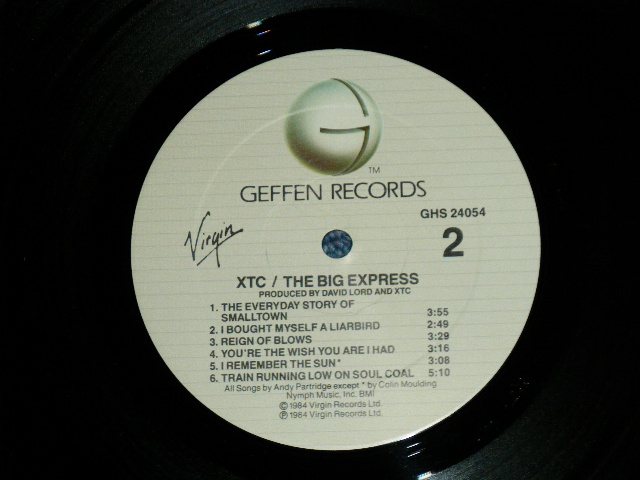 TM
GEFFEN RECORDS
GHS 24054
Virgin
2
XTC / THE BIG EXPRESS
PRODUCED BY DAVID LORD AND XTC
1. THE EVERYDAY STORY OF
SMALLTOWN 3:55
2. I BOUGHT MYSELF A LIARBIRD 2:49
3. REIGN OF BLOWS 3:29
4. YOU'RE THE WISH YOU ARE I HAD 3:16
5. I REMEMBER THE SUN* 3:08
6. TRAIN RUNNING LOW ON SOUL COAL 5:10
All Songs by Andy Partridge except * by Colin Moulding
Nymph Music, Inc. BMI
©1984 Virgin Records Ltd.
℗1984 Virgin Records Ltd.